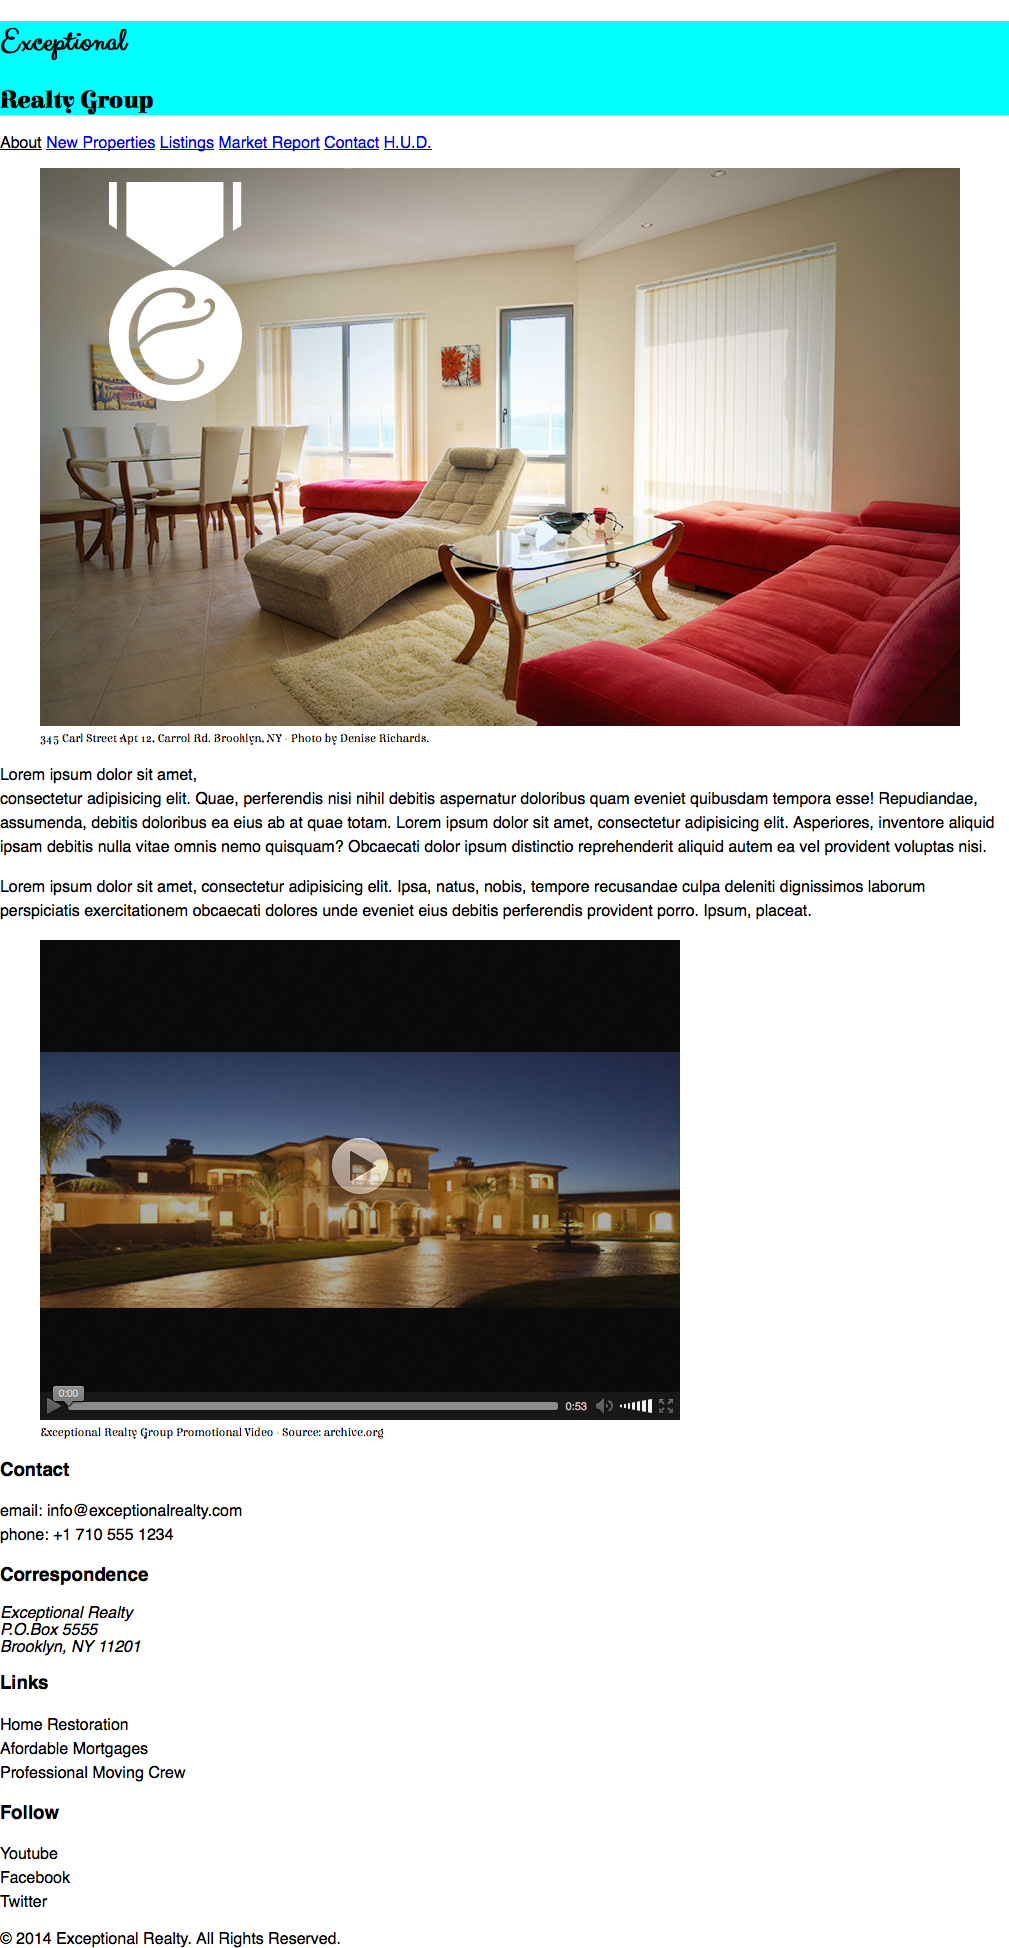 Exceptional
Realty Group
About New Properties Listings Market Report Contact H.U.D.
E
345 Carl Street Apt 12, Carrol Rd. Brooklyn, NY - Photo by Denise Richards.
Lorem ipsum dolor sit amet,
consectetur adipisicing elit. Quae, perferendis nisi nihil debitis aspernatur doloribus quam eveniet quibusdam tempora esse! Repudiandae,
assumenda, debitis doloribus ea eius ab at quae totam. Lorem ipsum dolor sit amet, consectetur adipisicing elit. Asperiores, inventore aliquid
ipsam debitis nulla vitae omnis nemo quisquam? Obcaecati dolor ipsum distinctio reprehenderit aliquid autem ea vel provident voluptas nisi.
Lorem ipsum dolor sit amet, consectetur adipisicing elit. Ipsa, natus, nobis, tempore recusandae culpa deleniti dignissimos laborum
perspiciatis exercitationem obcaecati dolores unde eveniet eius debitis perferendis provident porro. Ipsum, placeat.
0:00
0:53
Exceptional Realty Group Promotional Video - Source: archive.org
Contact
email: info@exceptionalrealty.com
phone: +1 710 555 1234
Correspondence
Exceptional Realty
P.O.Box 5555
Brooklyn, NY 11201
Links
Home Restoration
Afordable Mortgages
Professional Moving Crew
Follow
Youtube
Facebook
Twitter
© 2014 Exceptional Realty. All Rights Reserved.